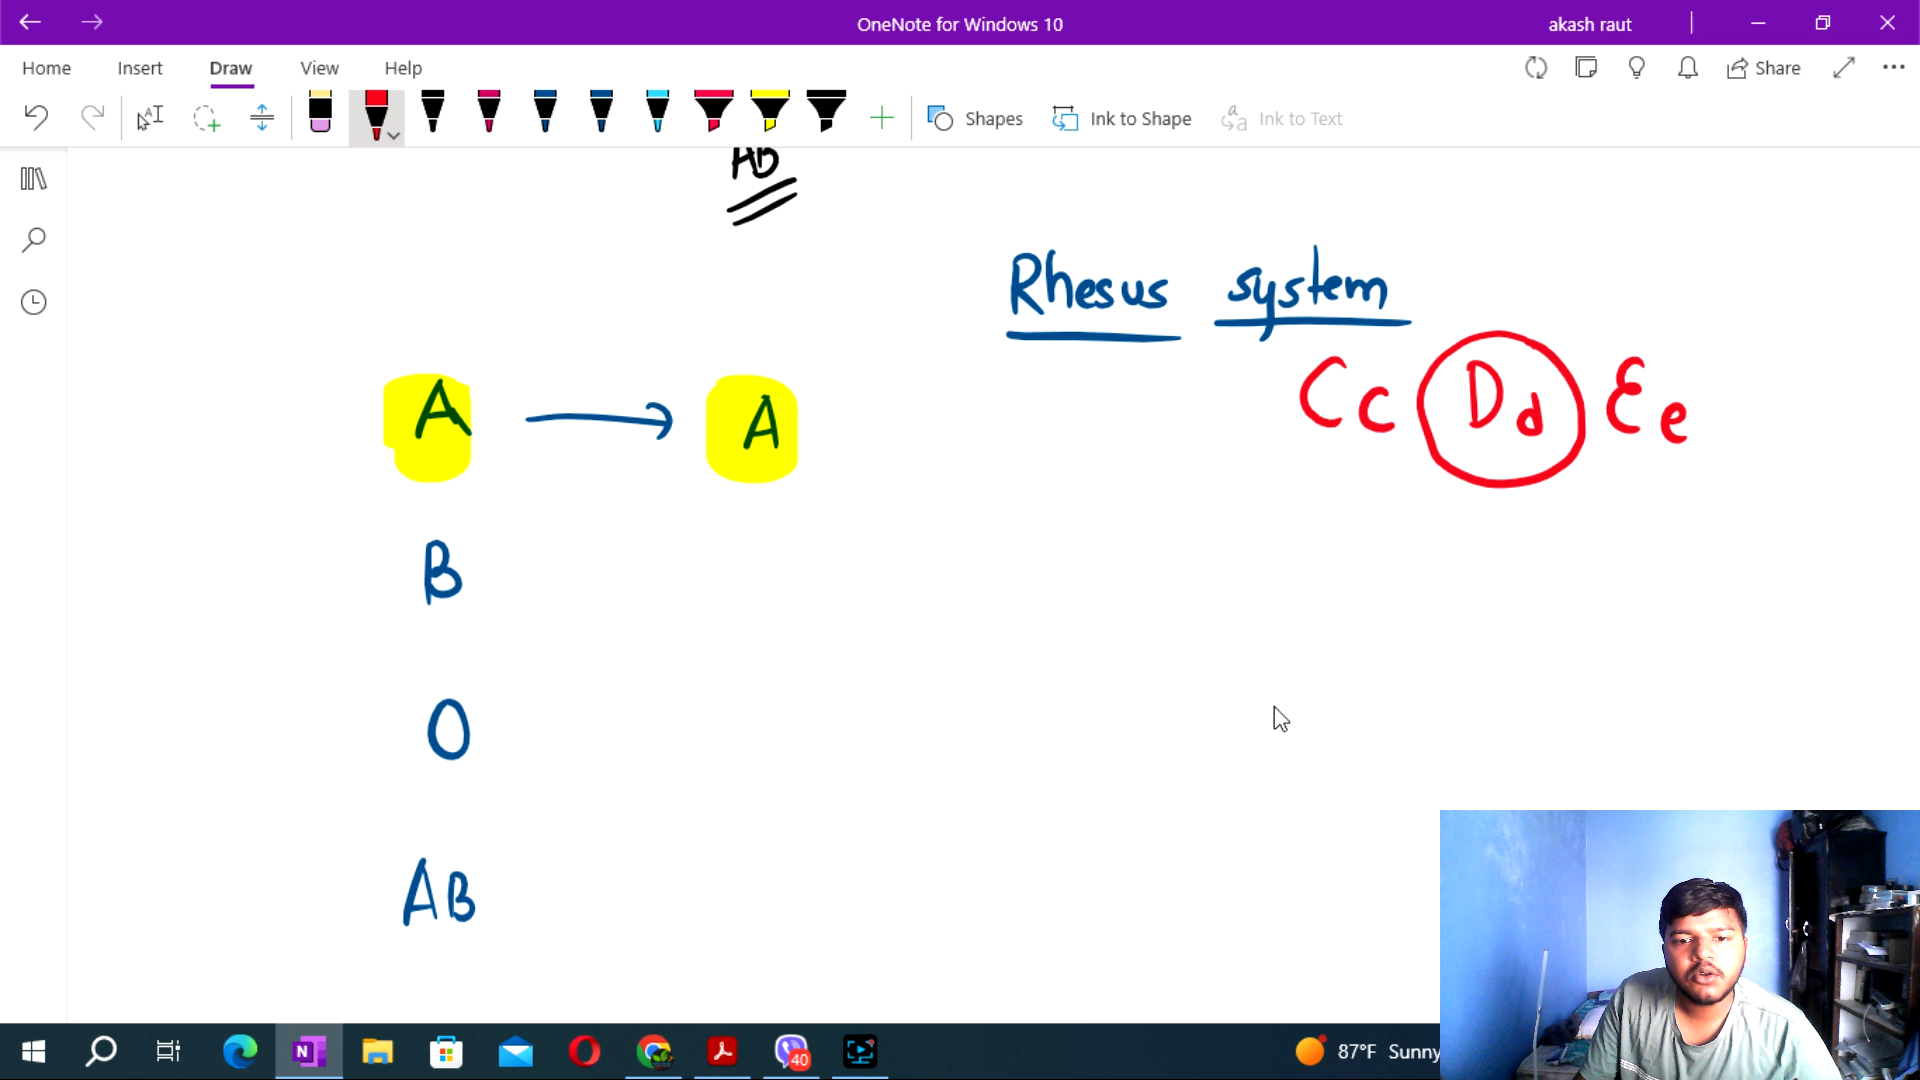 OneNote for Windows 10
akash raut
Home Insert Draw View Help
Share
Shapes Ink to Shape Ink to Text
AB
Rhesus system
Cc Dd Ee
A → A
B
O
AB
40
87°F Sunny